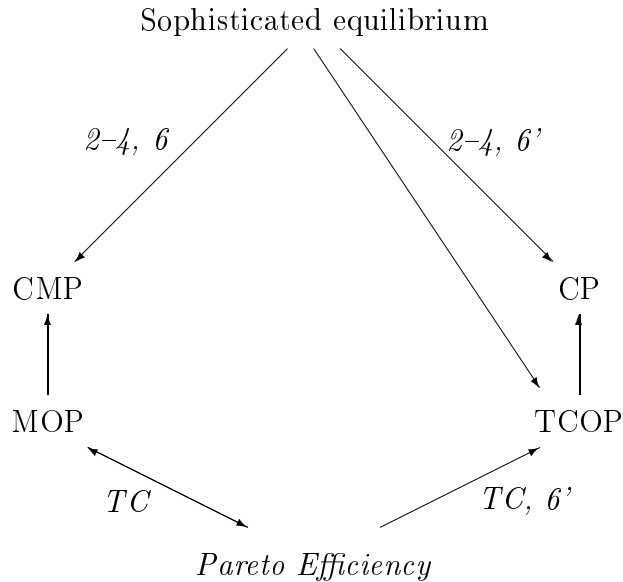 Sophisticated equilibrium
2–4, 6
2–4, 6'
CMP
CP
MOP
TCOP
TC
TC, 6'
Pareto Efficiency